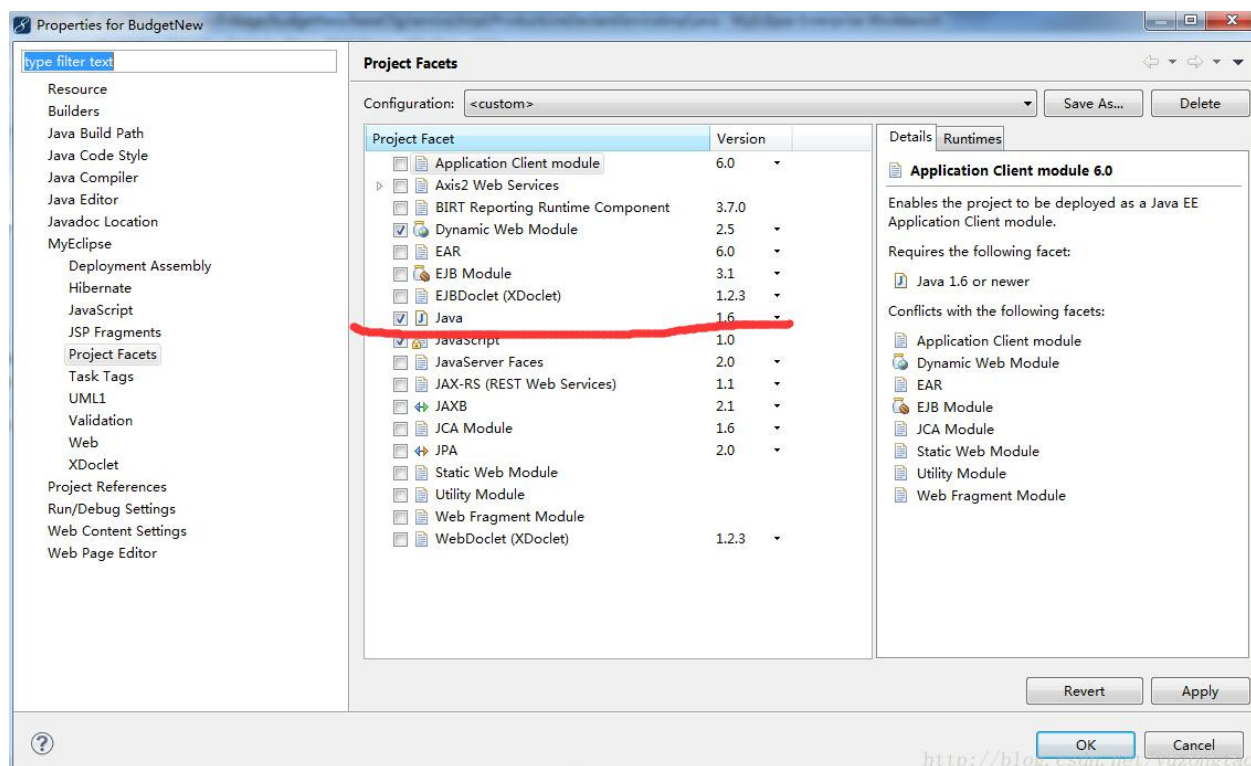 Properties for BudgetNew
type filter text
Resource
Builders
Java Build Path
Java Code Style
Java Compiler
Java Editor
Javadoc Location
MyEclipse
Deployment Assembly
Hibernate
JavaScript
JSP Fragments
Project Facets
Task Tags
UML1
Validation
Web
XDoclet
Project References
Run/Debug Settings
Web Content Settings
Web Page Editor
Project Facets
Configuration: <custom> Save As... Delete
Project Facet Version
Application Client module 6.0
Axis2 Web Services
BIRT Reporting Runtime Component 3.7.0
Dynamic Web Module 2.5
EAR 6.0
EJB Module 3.1
EJBDoclet (XDoclet) 1.2.3
Java 1.6
JavaScript 1.0
JavaServer Faces 2.0
JAX-RS (REST Web Services) 1.1
JAXB 2.1
JCA Module 1.6
JPA 2.0
Static Web Module
Utility Module
Web Fragment Module
WebDoclet (XDoclet) 1.2.3
Details Runtimes
Application Client module 6.0
Enables the project to be deployed as a Java EE
Application Client module.
Requires the following facet:
Java 1.6 or newer
Conflicts with the following facets:
Application Client module
Dynamic Web Module
EAR
EJB Module
JCA Module
Static Web Module
Utility Module
Web Fragment Module
Revert Apply
OK Cancel